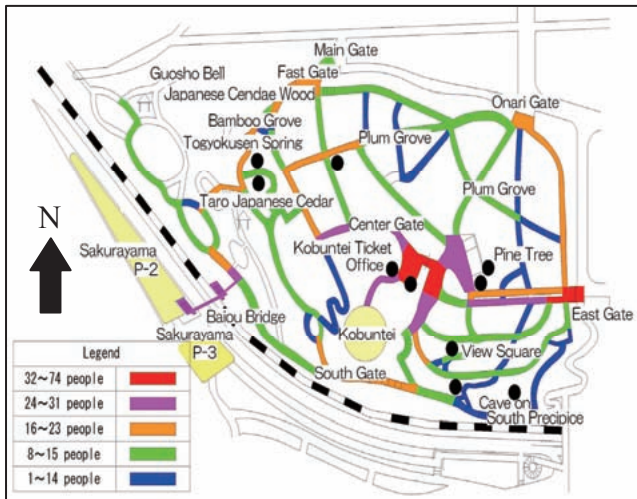 Main Gate
Guosho Bell
Fast Gate
Japanese Cendae Wood
Onari Gate
Bamboo Grove
Togyokusen Soring
Plum Grove
Plum Grove
Taro Japanese Cedar
N
Center Gate
Sakurayama
P-2
Kobuntei Ticket
Office
Pine Tree
Baiou Bridge
East Gate
Sakurayama
P-3
Kobuntei
View Square
South Gate
Cave on
South Precipice
Legend
32~74 people
24~31 people
16~23 people
8~15 people
1~14 people